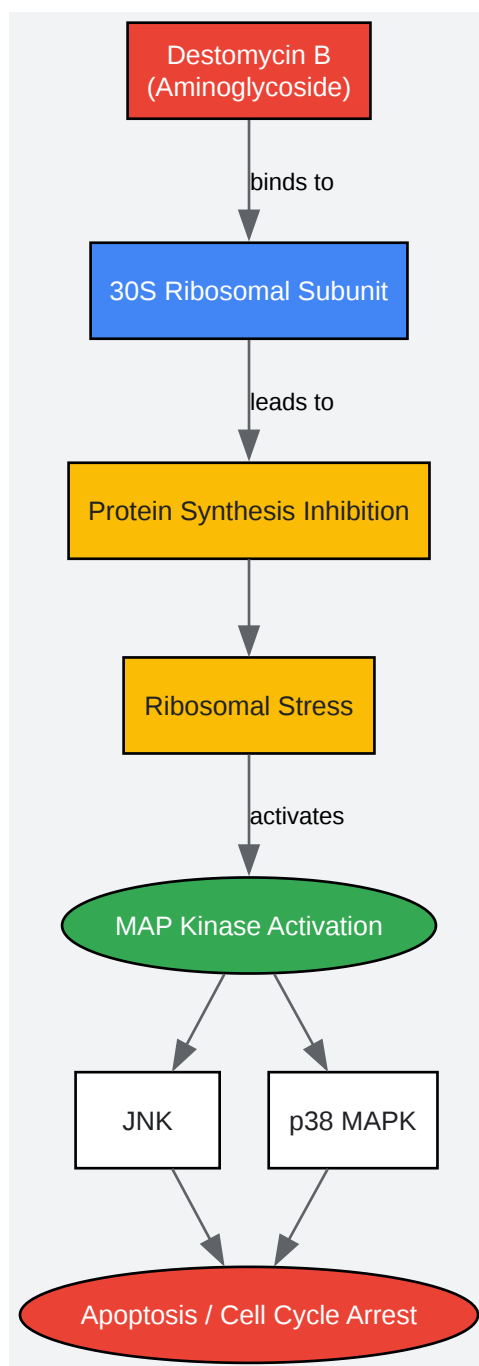 Destomycin B
(Aminoglycoside)
binds to
30S Ribosomal Subunit
leads to
Protein Synthesis Inhibition
Ribosomal Stress
activates
MAP Kinase Activation
JNK
p38 MAPK
Apoptosis / Cell Cycle Arrest